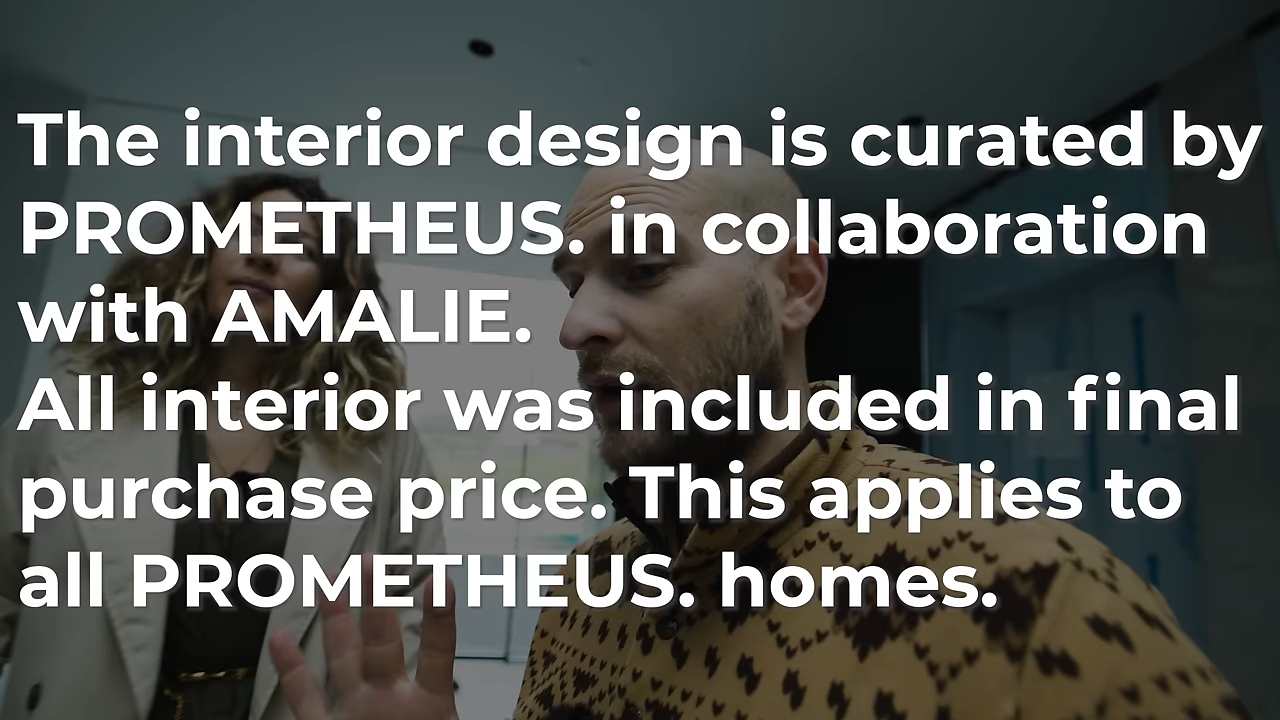 The interior design is curated by
PROMETHEUS. in collaboration
with AMALIE.
All interior was included in final
purchase price. This applies to
all PROMETHEUS. homes.